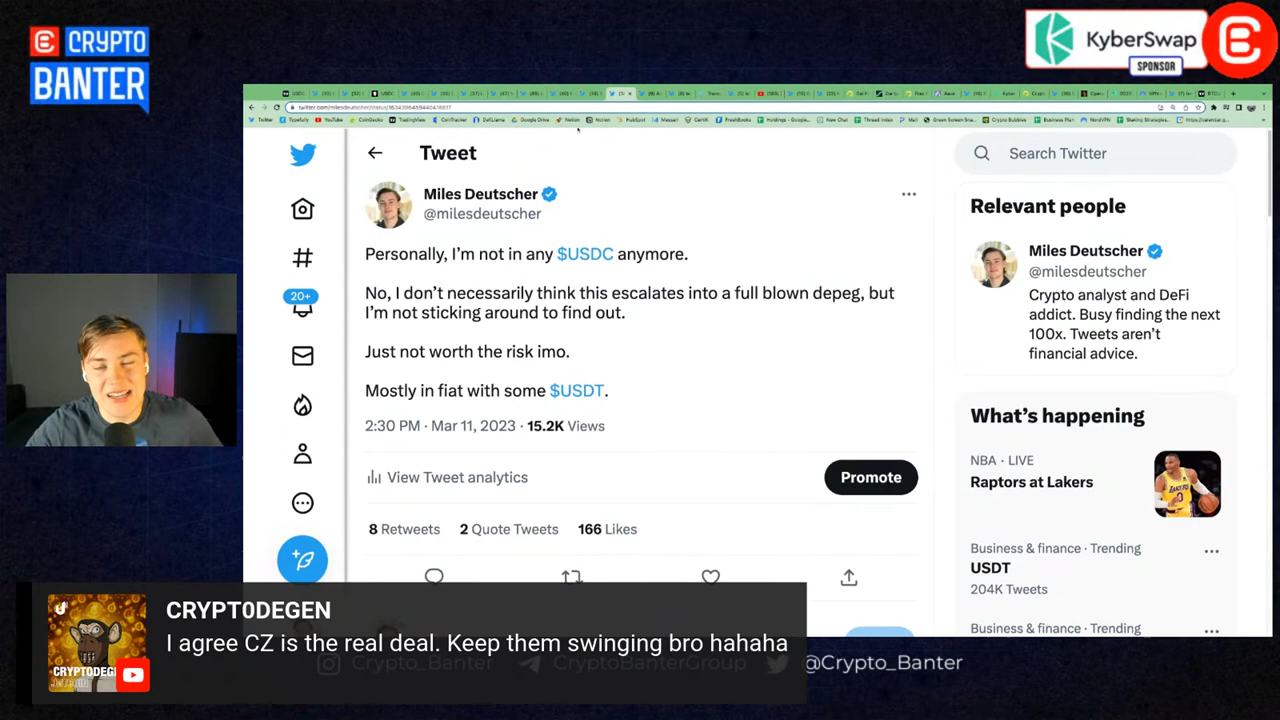 CRYPTO
BANTER
KyberSwap
SPONSOR
Tweet
Search Twitter
Miles Deutscher
@milesdeutscher
Personally, I'm not in any $USDC anymore.
No, I don't necessarily think this escalates into a full blown depeg, but
I'm not sticking around to find out.
Just not worth the risk imo.
Mostly in fiat with some $USDT.
2:30 PM · Mar 11, 2023 · 15.2K Views
View Tweet analytics
Promote
8 Retweets 2 Quote Tweets 166 Likes
20+
Relevant people
Miles Deutscher
@milesdeutscher
Crypto analyst and DeFi
addict. Busy finding the next
100x. Tweets aren't
financial advice.
What's happening
NBA · LIVE
Raptors at Lakers
Business & finance · Trending
USDT
204K Tweets
Business & finance · Trending
CRYPT0DEGEN
I agree CZ is the real deal. Keep them swinging bro hahaha
Crypto_Banter CryptoBanterGroup @Crypto_Banter